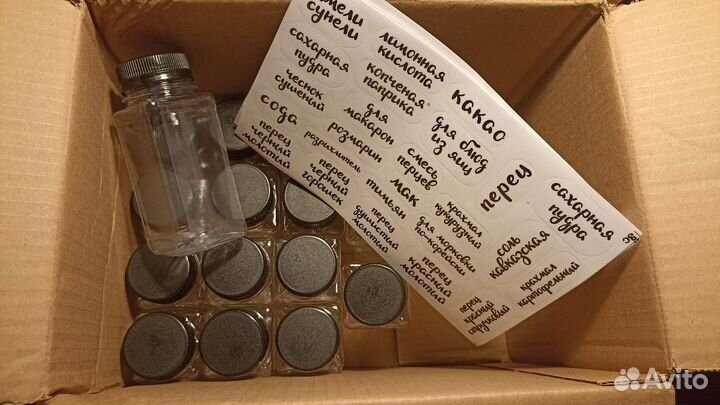 хмели
сунели
лимонная
кислота
какао
сахарная
пудра
копченая
паприка
для блюд
из яиц
перец
чеснок
сушеный
для
макарон
сахарная
пудра
сода
розмарин
смесь
перцев
перец
черный
молотый
разрыхлитель
тимьян
мак
крахмал
кукурузный
соль
кавказская
перец
черный
горошек
перец
душистый
молотый
для моркови
по-корейски
крахмал
картофельный
перец
красный
молотый
перец
красный
стручковый
Avito